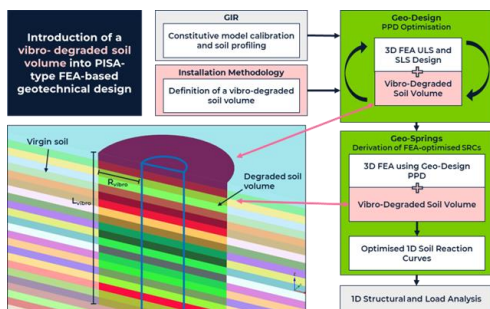 Introduction of a
vibro- degraded soil
volume into PISA-
type FEA-based
geotechnical design
GIR
Constitutive model calibration
and soil profiling
Installation Methodology
Definition of a vibro-degraded
soil volume
Geo-Design
PPD Optimisation
3D FEA ULS and
SLS Design
Vibro-Degraded
Soil Volume
Geo-Springs
Derivation of FEA-optimised SRCs
3D FEA using Geo-Design
PPD
Vibro-Degraded Soil Volume
Optimised 1D Soil Reaction
Curves
1D Structural and Load Analysis
Virgin soil
Degraded soil
volume
Rvibro
Lvibro